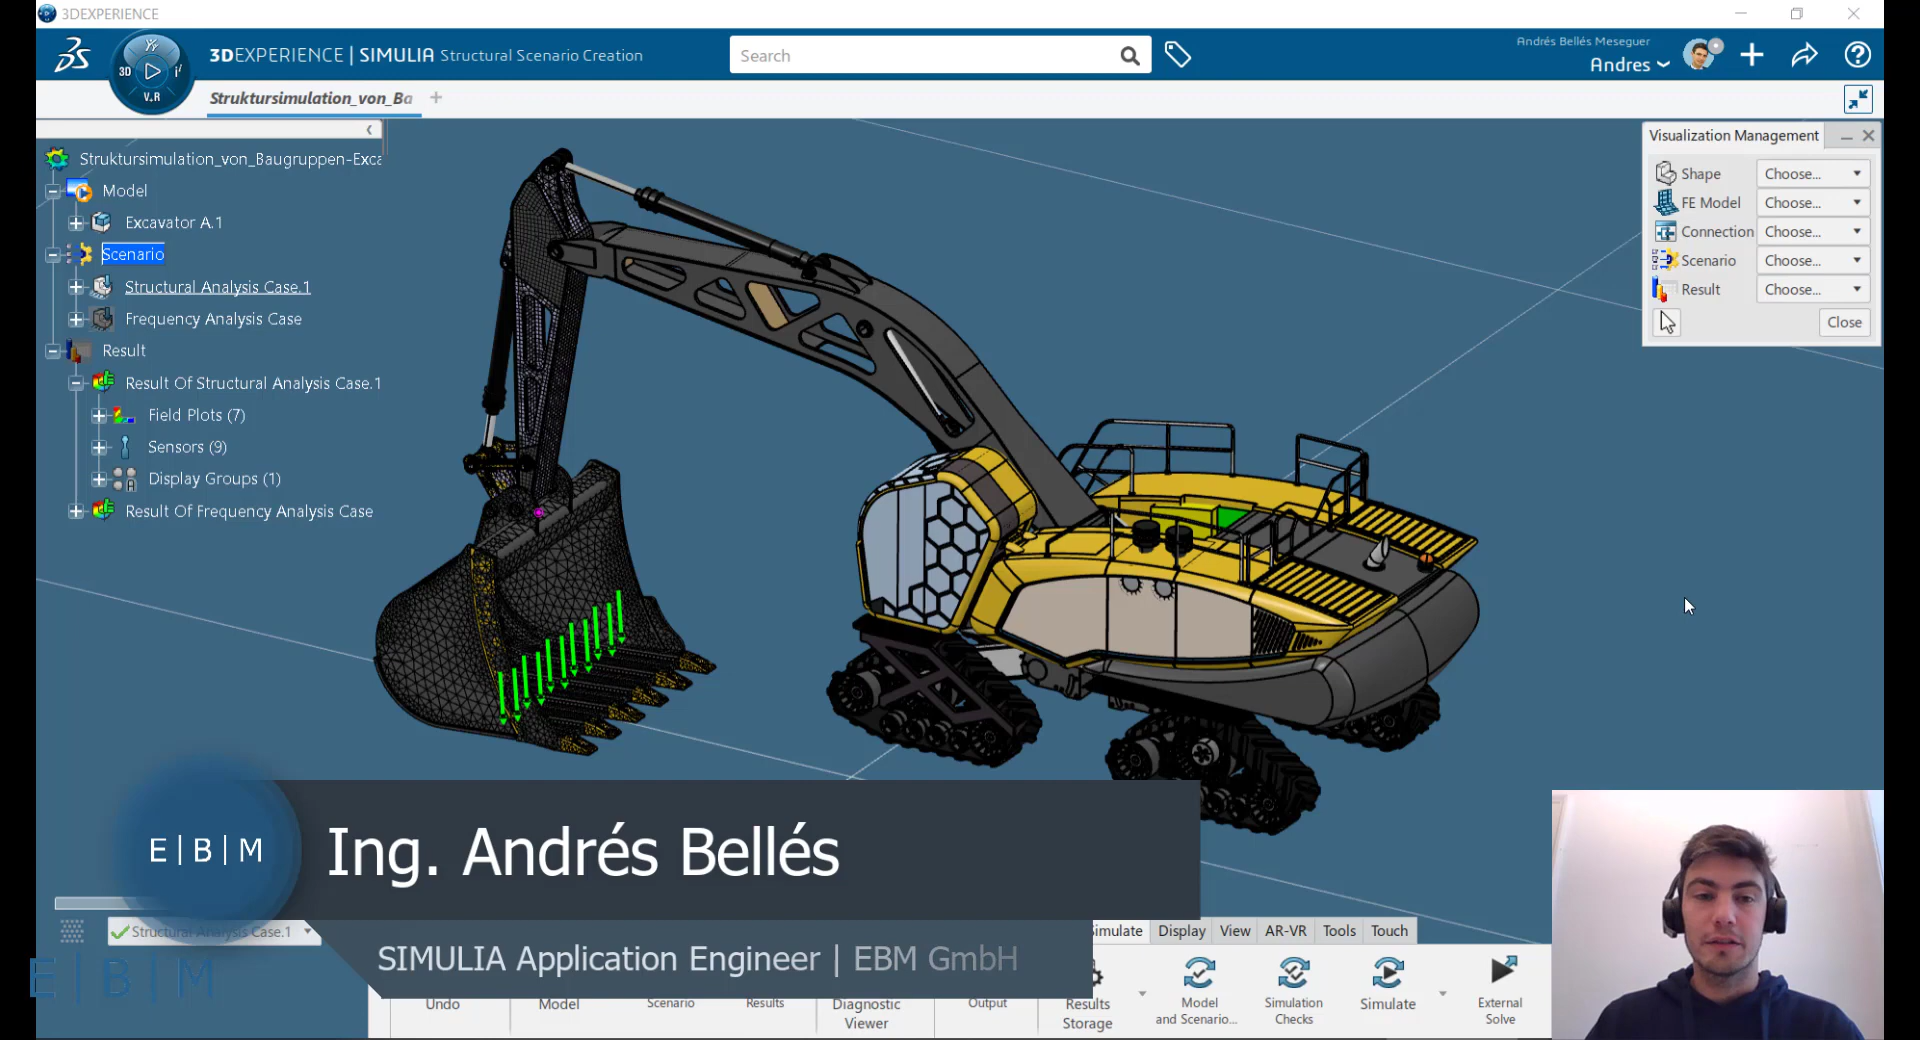 3DEXPERIENCE
3DEXPERIENCE | SIMULIA Structural Scenario Creation
Search
Andrés Bellés Meseguer
Andres
3D
V.R
Struktursimulation_von_Ba
Struktursimulation_von_Baugruppen-Exca
Model
Excavator A.1
Scenario
Structural Analysis Case.1
Frequency Analysis Case
Result
Result Of Structural Analysis Case.1
Field Plots (7)
Sensors (9)
Display Groups (1)
Result Of Frequency Analysis Case
Visualization Management
Shape Choose...
FE Model Choose...
Connection Choose...
Scenario Choose...
Result Choose...
Close
E|B|M
Ing. Andrés Bellés
SIMULIA Application Engineer | EBM GmbH
Structural Analysis Case.1
E|B|M
Simulate Display View AR-VR Tools Touch
Undo
Model
Scenario
Results
Diagnostic
Viewer
Output
Results
Storage
Model
and Scenario...
Simulation
Checks
Simulate
External
Solve